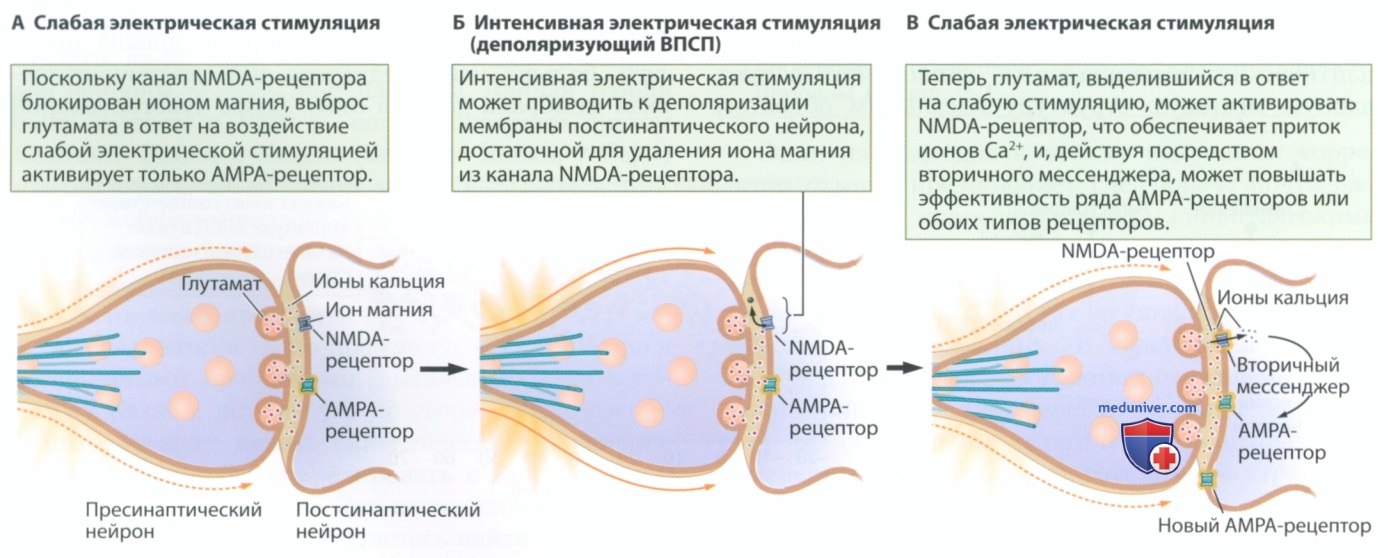 А Слабая электрическая стимуляция
Поскольку канал NMDA-рецептора
блокирован ионом магния, выброс
глутамата в ответ на воздействие
слабой электрической стимуляцией
активирует только AMPA-рецептор.
Глутамат
Ионы кальция
Ион магния
NMDA-
рецептор
AMPA-
рецептор
Пресинаптический
нейрон
Постсинаптический
нейрон
Б Интенсивная электрическая стимуляция
(деполяризующий ВПСП)
Интенсивная электрическая стимуляция
может приводить к деполяризации
мембраны постсинаптического нейрона,
достаточной для удаления иона магния
из канала NMDA-рецептора.
NMDA-
рецептор
AMPA-
рецептор
В Слабая электрическая стимуляция
Теперь глутамат, выделившийся в ответ
на слабую стимуляцию, может активировать
NMDA-рецептор, что обеспечивает приток
ионов Ca²⁺, и, действуя посредством
вторичного мессенджера, может повышать
эффективность ряда AMPA-рецепторов или
обоих типов рецепторов.
NMDA-рецептор
Ионы кальция
Вторичный
мессенджер
meduniver.com
AMPA-
рецептор
Новый AMPA-рецептор